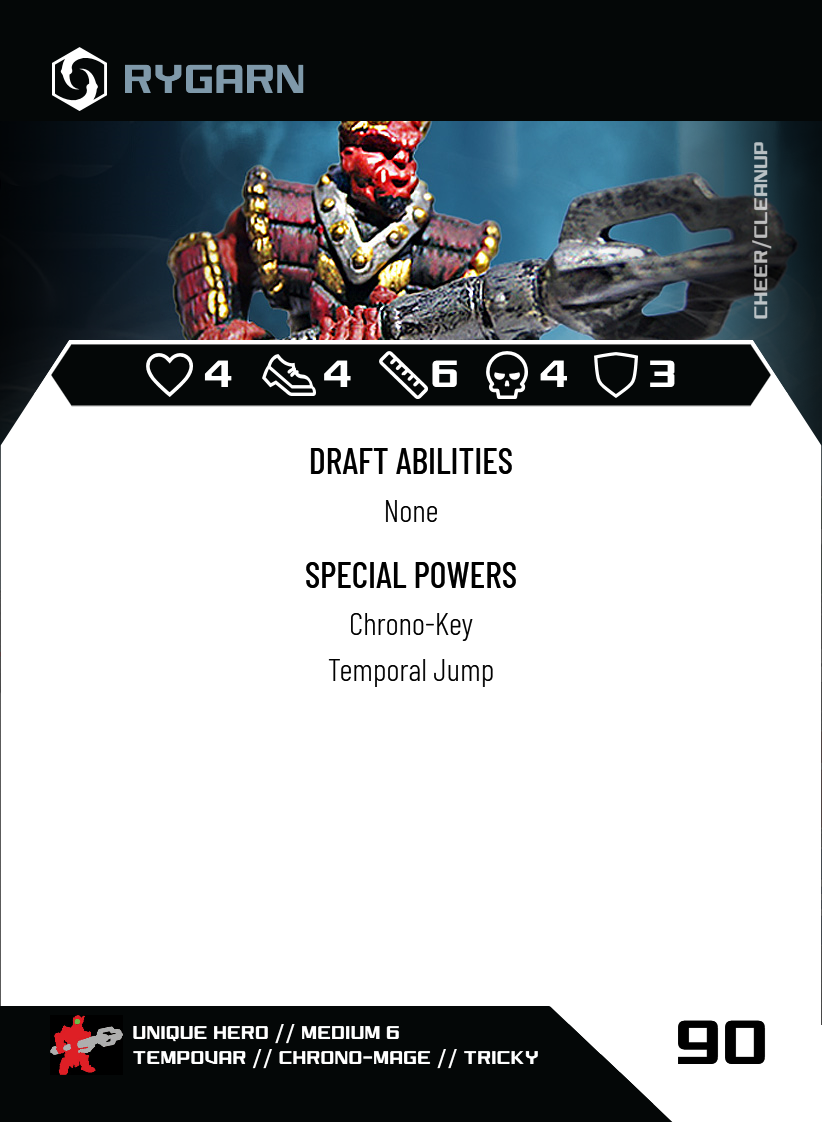 RYGARN
CHEER/CLEANUP
4 4 6 4 3
DRAFT ABILITIES
None
SPECIAL POWERS
Chrono-Key
Temporal Jump
UNIQUE HERO // MEDIUM 6
TEMPOVAR // CHRONO-MAGE // TRICKY
90